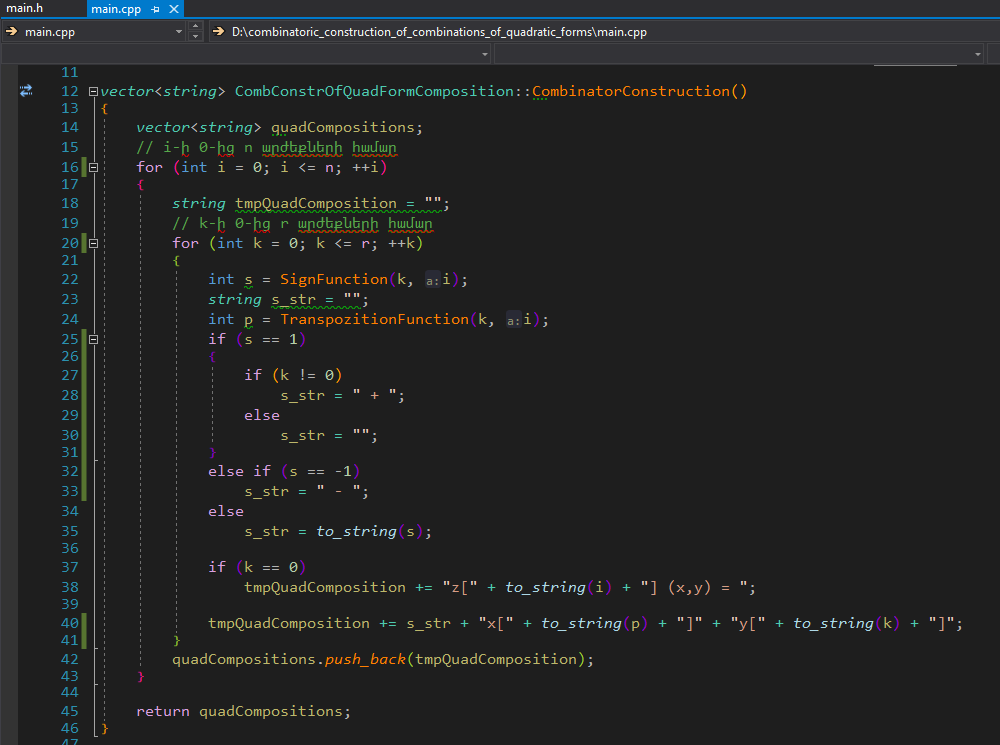 main.h main.cpp
main.cpp D:\combinatoric_construction_of_combinations_of_quadratic_forms\main.cpp
11
12 vector<string> CombConstrOfQuadFormComposition::CombinatorConstruction()
13 {
14 vector<string> quadCompositions;
15 // i-ի 0-ից n արժեքների համար
16 for (int i = 0; i <= n; ++i)
17 {
18 string tmpQuadComposition = "";
19 // k-ի 0-ից r արժեքների համար
20 for (int k = 0; k <= r; ++k)
21 {
22 int s = SignFunction(k, a:i);
23 string s_str = "";
24 int p = TranspozitionFunction(k, a:i);
25 if (s == 1)
26 {
27 if (k != 0)
28 s_str = " + ";
29 else
30 s_str = "";
31 }
32 else if (s == -1)
33 s_str = " - ";
34 else
35 s_str = to_string(s);
36
37 if (k == 0)
38 tmpQuadComposition += "z[" + to_string(i) + "] (x,y) = ";
39
40 tmpQuadComposition += s_str + "x[" + to_string(p) + "]" + "y[" + to_string(k) + "]";
41 }
42 quadCompositions.push_back(tmpQuadComposition);
43 }
44
45 return quadCompositions;
46 }
47